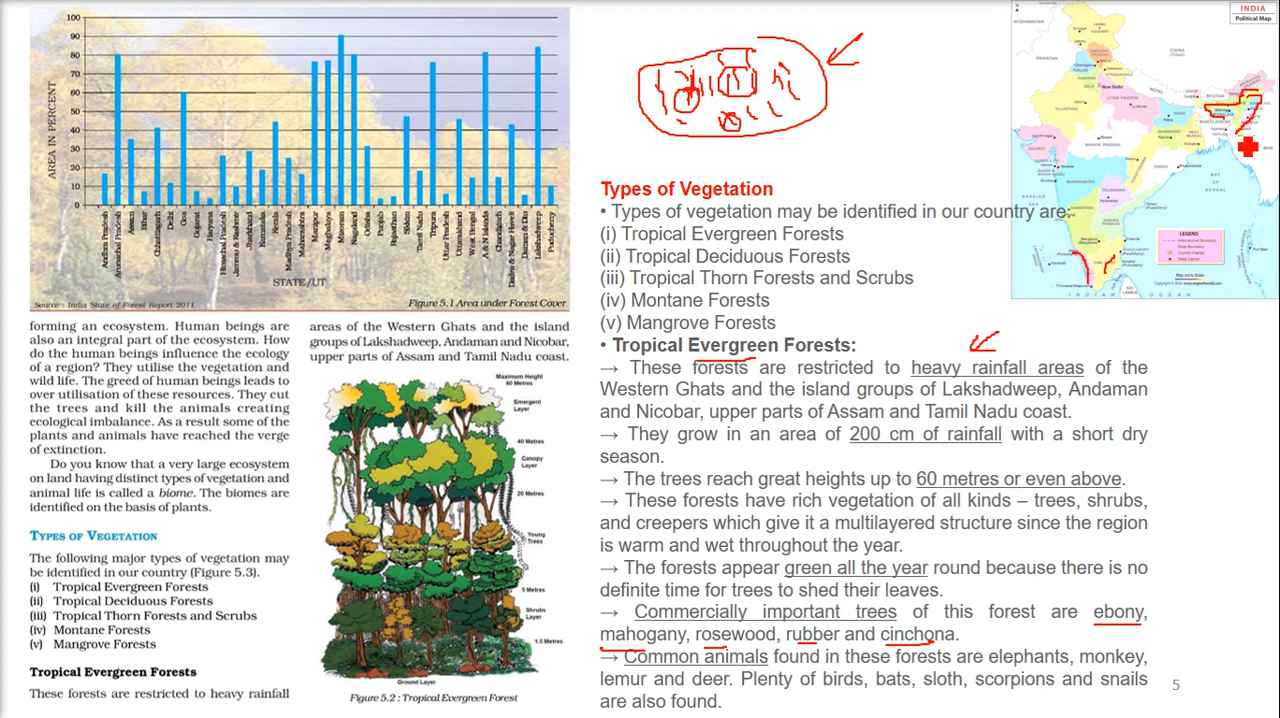 100
90
80
70
60
50
40
30
20
10
0
AREA IN PERCENT
Andhra Pradesh
Arunachal Pradesh
Assam
Bihar
Chhattisgarh
Delhi
Goa
Gujarat
Haryana
Himachal Pradesh
Jammu & Kashmir
Jharkhand
Karnataka
Kerala
Madhya Pradesh
Manipur
Tripura
Lakshadweep
Puducherry
STATE/UT
Source : India State of Forest Report 2011
Figure 5.1 Area under Forest Cover
forming an ecosystem. Human beings are
also an integral part of the ecosystem. How
do the human beings influence the ecology
of a region? They utilise the vegetation and
wild life. The greed of human beings leads to
over utilisation of these resources. They cut
the trees and kill the animals creating
ecological imbalance. As a result some of the
plants and animals have reached the verge
of extinction.
Do you know that a very large ecosystem
on land having distinct types of vegetation and
animal life is called a biome. The biomes are
identified on the basis of plants.
TYPES OF VEGETATION
The following major types of vegetation may
be identified in our country (Figure 5.3).
(i) Tropical Evergreen Forests
(ii) Tropical Deciduous Forests
(iii) Tropical Thorn Forests and Scrubs
(iv) Montane Forests
(v) Mangrove Forests
Tropical Evergreen Forests
These forests are restricted to heavy rainfall
areas of the Western Ghats and the island
groups of Lakshadweep, Andaman and Nicobar,
upper parts of Assam and Tamil Nadu coast.
Maximum Height
60 Metres
Emergent
Layer
40 Metres
Canopy
Layer
20 Metres
Young
Trees
5 Metres
Shrubs
Layer
1.5 Metres
Ground Layer
Figure 5.2 : Tropical Evergreen Forest
Types of Vegetation
• Types of vegetation may be identified in our country are:
(i) Tropical Evergreen Forests
(ii) Tropcal Deciduous Forests
(iii) Tropical Thorn Forests and Scrubs
(iv) Montane Forests
(v) Mangrove Forests
• Tropical Evergreen Forests:
→ These forests are restricted to heavy rainfall areas of the
Western Ghats and the island groups of Lakshadweep, Andaman
and Nicobar, upper parts of Assam and Tamil Nadu coast.
→ They grow in an area of 200 cm of rainfall with a short dry
season.
→ The trees reach great heights up to 60 metres or even above.
→ These forests have rich vegetation of all kinds – trees, shrubs,
and creepers which give it a multilayered structure since the region
is warm and wet throughout the year.
→ The forests appear green all the year round because there is no
definite time for trees to shed their leaves.
→ Commercially important trees of this forest are ebony,
mahogany, rosewood, rubber and cinchona.
→ Common animals found in these forests are elephants, monkey,
lemur and deer. Plenty of birds, bats, sloth, scorpions and snails
are also found.
5
INDIA
Political Map
New Delhi
BHUTAN
BANGLADESH
BAY
OF
BENGAL
LEGEND
SRI
LANKA
INDIAN OCEAN